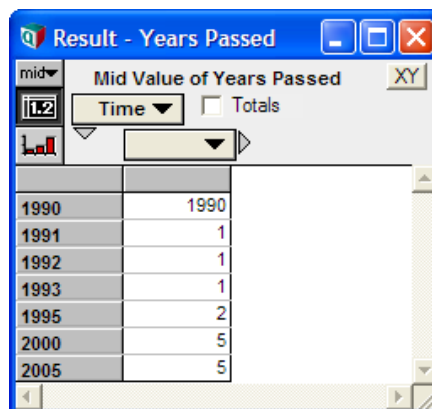 Result - Years Passed
mid
Mid Value of Years Passed XY
1.2 Time Totals
1990 1990
1991 1
1992 1
1993 1
1995 2
2000 5
2005 5